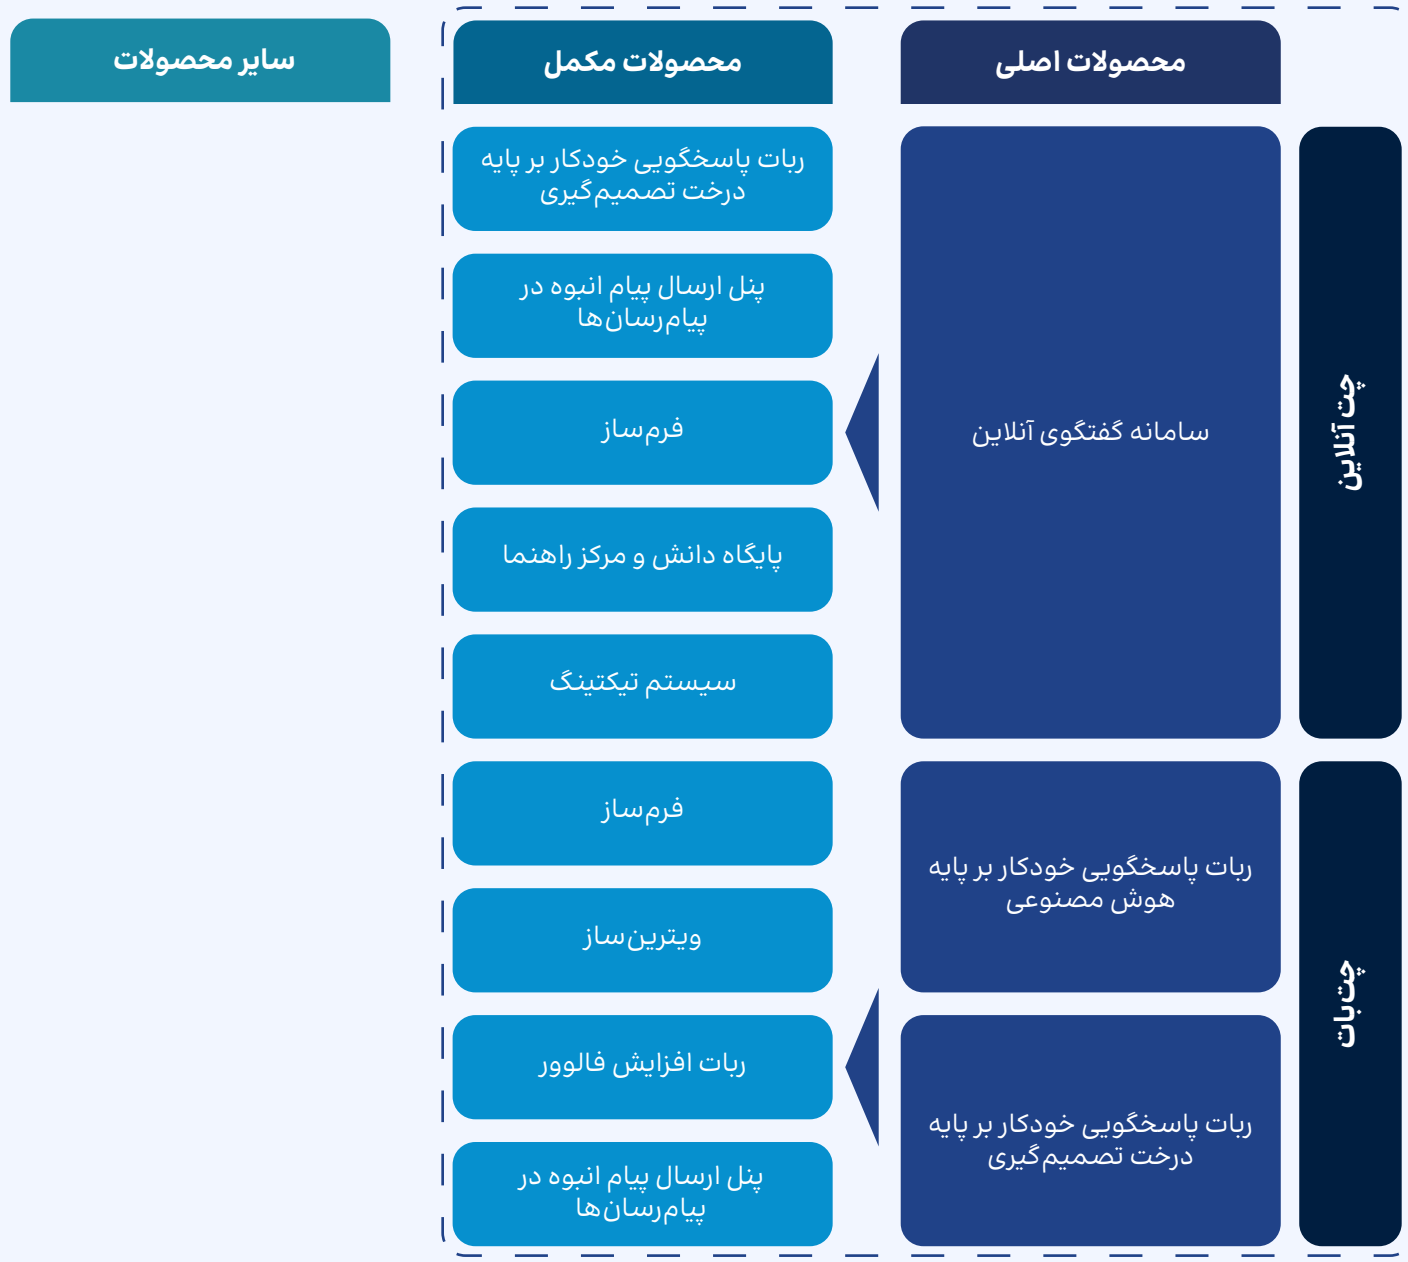 محصولات اصلی
محصولات مکمل
سایر محصولات
چت آنلاین
سامانه گفتگوی آنلاین
ربات پاسخگویی خودکار بر پایه
درخت تصمیم‌گیری
پنل ارسال پیام انبوه در
پیام‌رسان‌ها
فرم‌ساز
پایگاه دانش و مرکز راهنما
سیستم تیکتینگ
چت‌بات
ربات پاسخگویی خودکار بر پایه
هوش مصنوعی
ربات پاسخگویی خودکار بر پایه
درخت تصمیم‌گیری
فرم‌ساز
ویترین‌ساز
ربات افزایش فالوور
پنل ارسال پیام انبوه در
پیام‌رسان‌ها